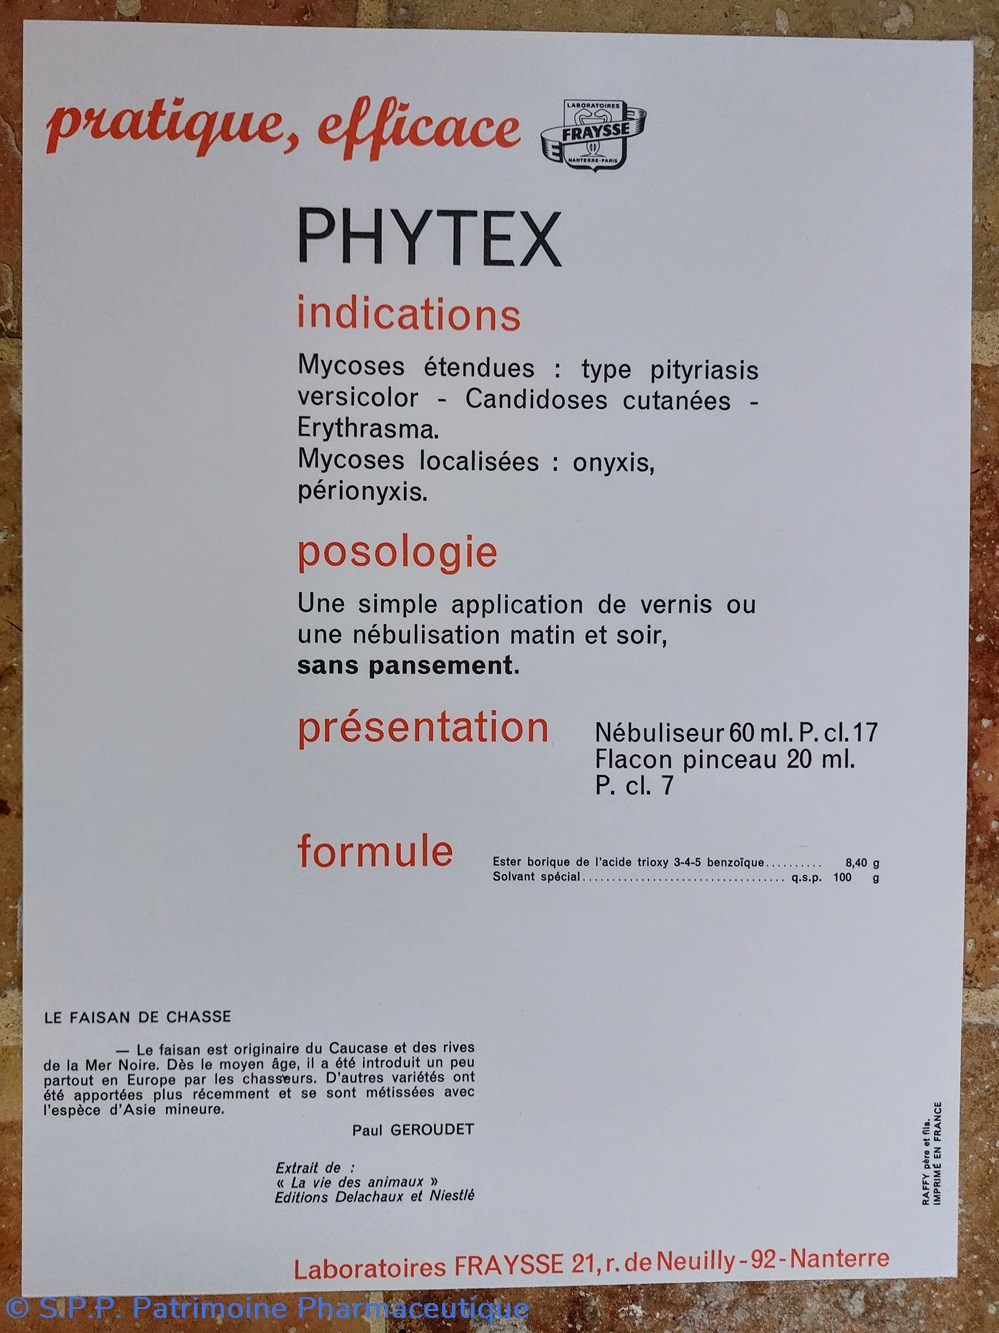 pratique, efficace
LABORATOIRES
FRAYSSE
E
NANTERRE-PARIS
PHYTEX
indications
Mycoses étendues : type pityriasis
versicolor - Candidoses cutanées -
Erythrasma.
Mycoses localisées : onyxis,
périonyxis.
posologie
Une simple application de vernis ou
une nébulisation matin et soir,
sans pansement.
présentation
Nébuliseur 60 ml. P. cl. 17
Flacon pinceau 20 ml.
P. cl. 7
formule
Ester borique de l'acide trioxy 3-4-5 benzoïque.......... 8,40 g
Solvant spécial.................................. q.s.p. 100 g
LE FAISAN DE CHASSE
— Le faisan est originaire du Caucase et des rives
de la Mer Noire. Dès le moyen âge, il a été introduit un peu
partout en Europe par les chasseurs. D'autres variétés ont
été apportées plus récemment et se sont métissées avec
l'espèce d'Asie mineure.
Paul GEROUDET
Extrait de :
« La vie des animaux »
Editions Delachaux et Niestlé
RAFFY père et fils.
IMPRIMÉ EN FRANCE
Laboratoires FRAYSSE 21, r. de Neuilly-92-Nanterre
© S.P.P. Patrimoine Pharmaceutique